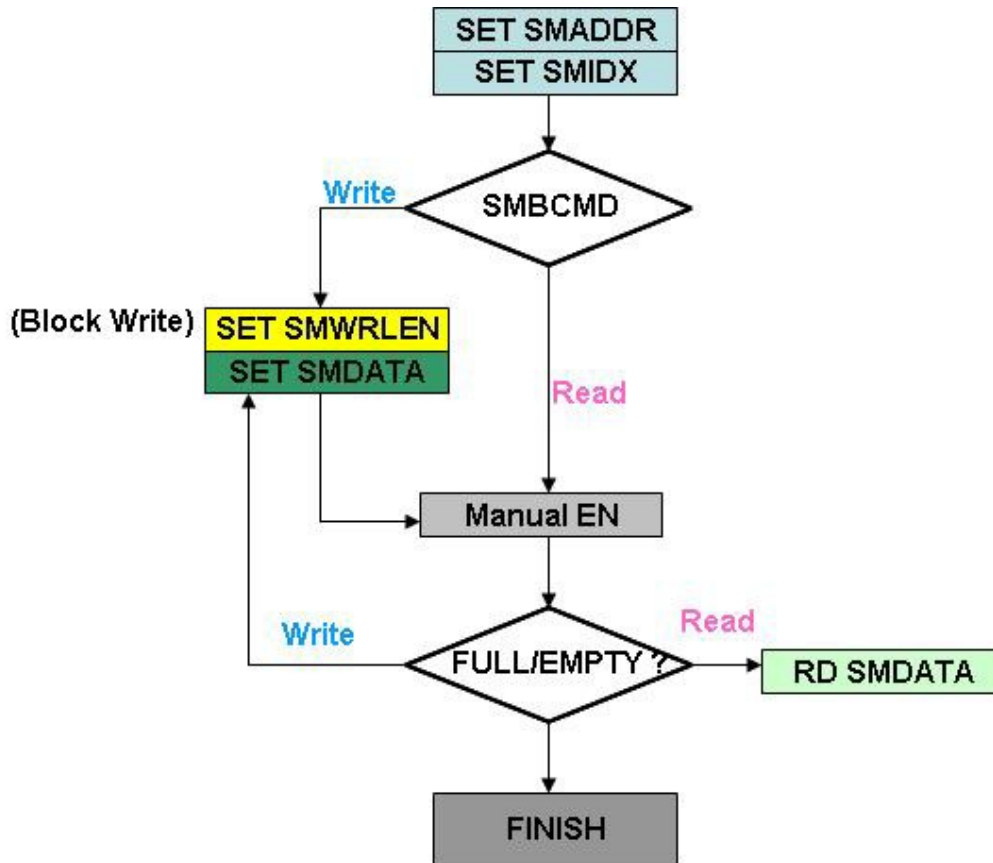 SET SMADDR
SET SMIDX
Write
SMBCMD
(Block Write)
SET SMWRLEN
SET SMDATA
Read
Manual EN
Write
FULL/EMPTY ?
Read
RD SMDATA
FINISH